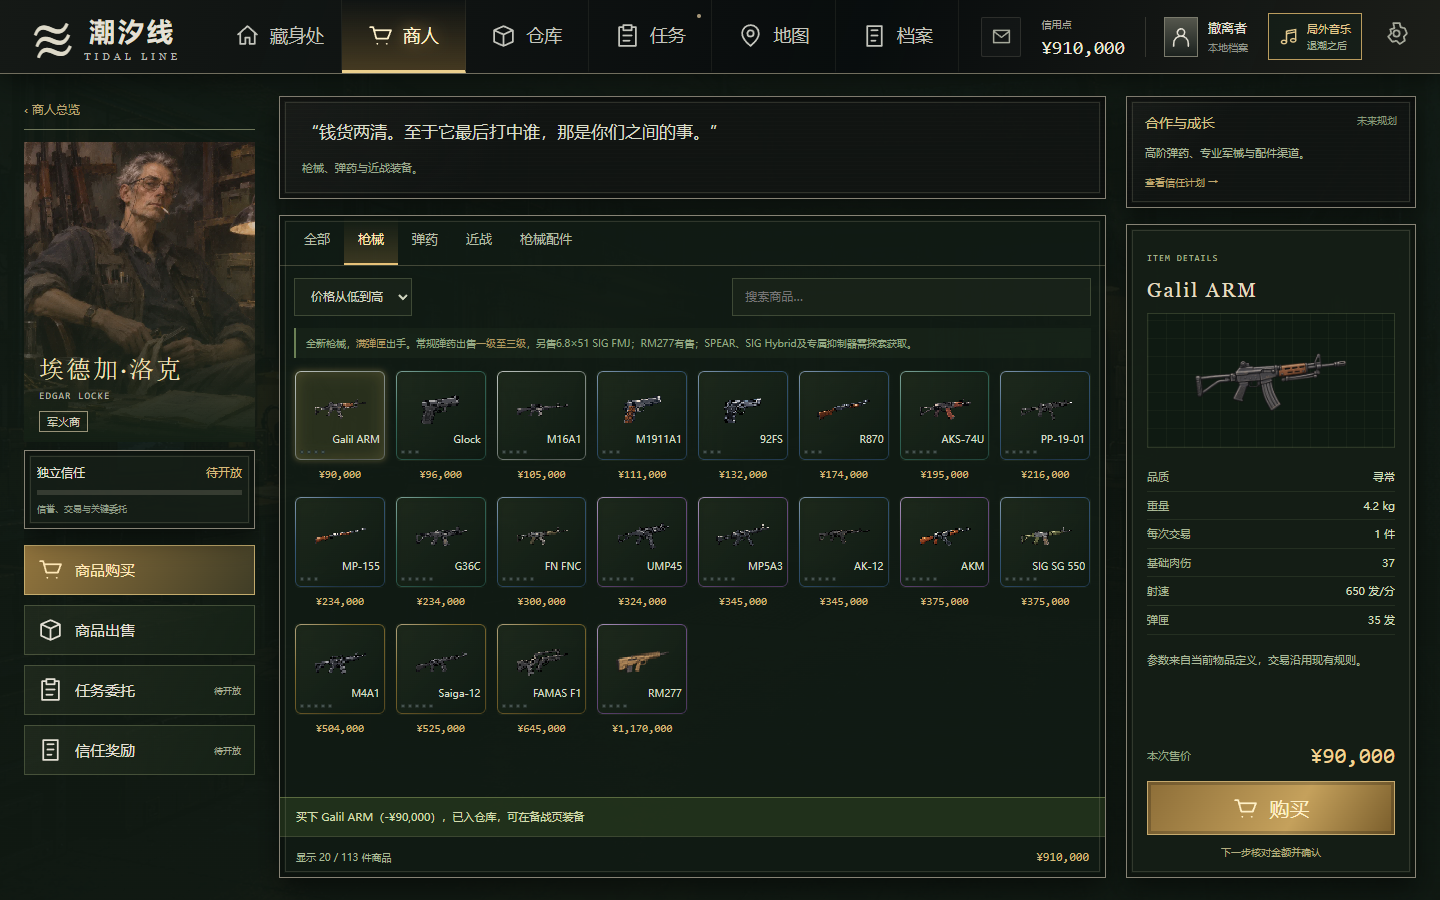 潮汐线
TIDAL LINE
藏身处
商人
仓库
任务
地图
档案
信用点
¥910,000
撤离者
本地档案
局外音乐
退潮之后
‹ 商人总览
埃德加·洛克
EDGAR LOCKE
军火商
独立信任 待开放
信誉、交易与关键委托
商品购买
商品出售
任务委托 待开放
信任奖励 待开放
“钱货两清。至于它最后打中谁，那是你们之间的事。”
枪械、弹药与近战装备。
全部 枪械 弹药 近战 枪械配件
价格从低到高
搜索商品...
全新枪械，满弹匣出手。常规弹药出售一级至三级，另售6.8×51 SIG FMJ；RM277有售；SPEAR、SIG Hybrid及专属抑制器需探索获取。
Galil ARM Glock M16A1 M1911A1 92FS R870 AKS-74U PP-19-01
¥90,000 ¥96,000 ¥105,000 ¥111,000 ¥132,000 ¥174,000 ¥195,000 ¥216,000
MP-155 G36C FN FNC UMP45 MP5A3 AK-12 AKM SIG SG 550
¥234,000 ¥234,000 ¥300,000 ¥324,000 ¥345,000 ¥345,000 ¥375,000 ¥375,000
M4A1 Saiga-12 FAMAS F1 RM277
¥504,000 ¥525,000 ¥645,000 ¥1,170,000
买下 Galil ARM（-¥90,000），已入仓库，可在备战页装备
显示 20 / 113 件商品 ¥910,000
合作与成长 未来规划
高阶弹药、专业军械与配件渠道。
查看信任计划 →
ITEM DETAILS
Galil ARM
品质 寻常
重量 4.2 kg
每次交易 1 件
基础肉伤 37
射速 650 发/分
弹匣 35 发
参数来自当前物品定义，交易沿用现有规则。
本次售价 ¥90,000
购买
下一步核对金额并确认